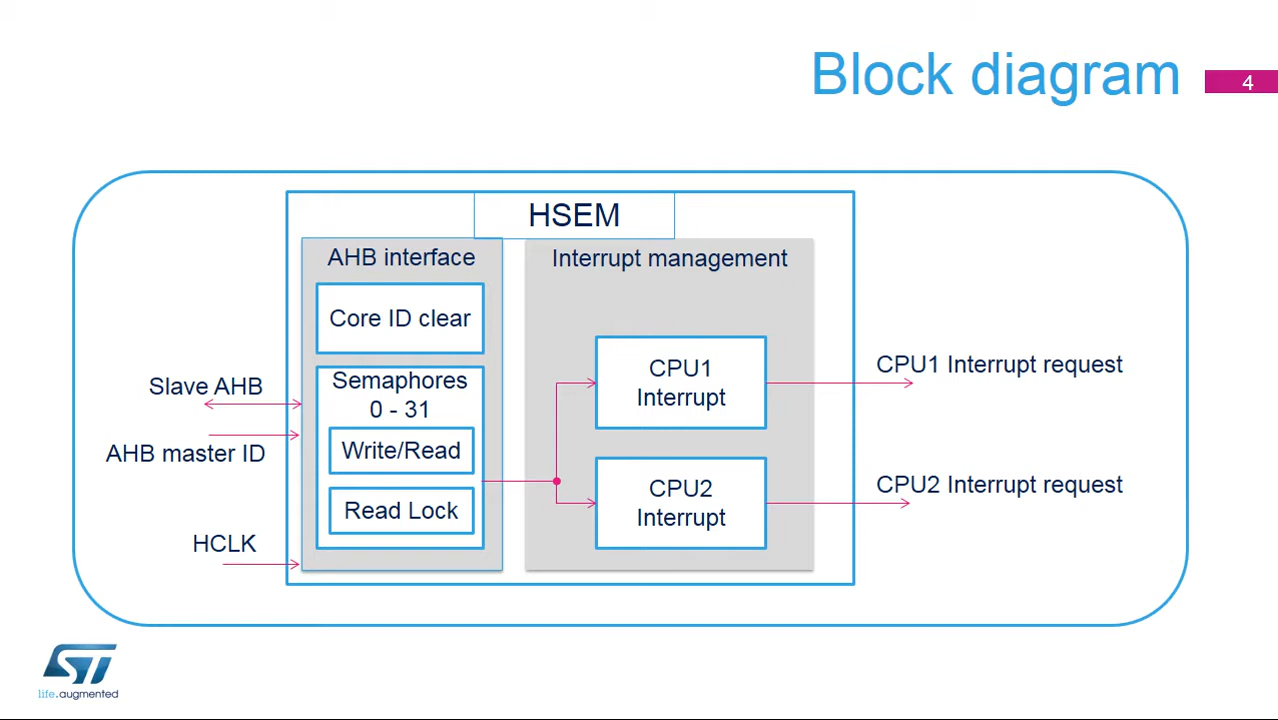 Block diagram
4
HSEM
AHB interface
Interrupt management
Core ID clear
Semaphores
0 - 31
Write/Read
Read Lock
Slave AHB
AHB master ID
HCLK
CPU1
Interrupt
CPU2
Interrupt
CPU1 Interrupt request
CPU2 Interrupt request
ST
life.augmented